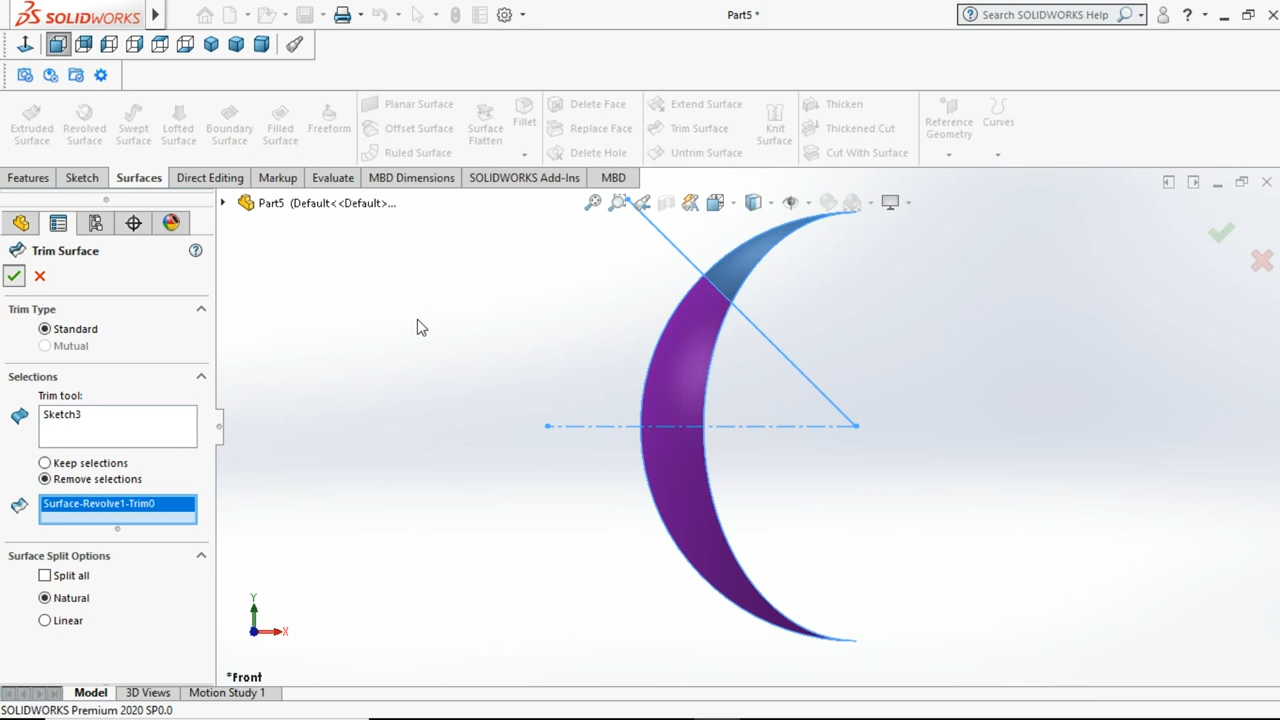 SOLIDWORKS
Part5 *
Search SOLIDWORKS Help
Extruded Surface
Revolved Surface
Swept Surface
Lofted Surface
Boundary Surface
Filled Surface
Freeform
Planar Surface
Offset Surface
Ruled Surface
Surface Flatten
Fillet
Delete Face
Replace Face
Delete Hole
Extend Surface
Trim Surface
Untrim Surface
Knit Surface
Thicken
Thickened Cut
Cut With Surface
Reference Geometry
Curves
Features Sketch Surfaces Direct Editing Markup Evaluate MBD Dimensions SOLIDWORKS Add-Ins MBD
Part5 (Default<<Default>...
Trim Surface
Trim Type
Standard
Mutual
Selections
Trim tool:
Sketch3
Keep selections
Remove selections
Surface-Revolve1-Trim0
Surface Split Options
Split all
Natural
Linear
Y
X
*Front
Model 3D Views Motion Study 1
SOLIDWORKS Premium 2020 SP0.0